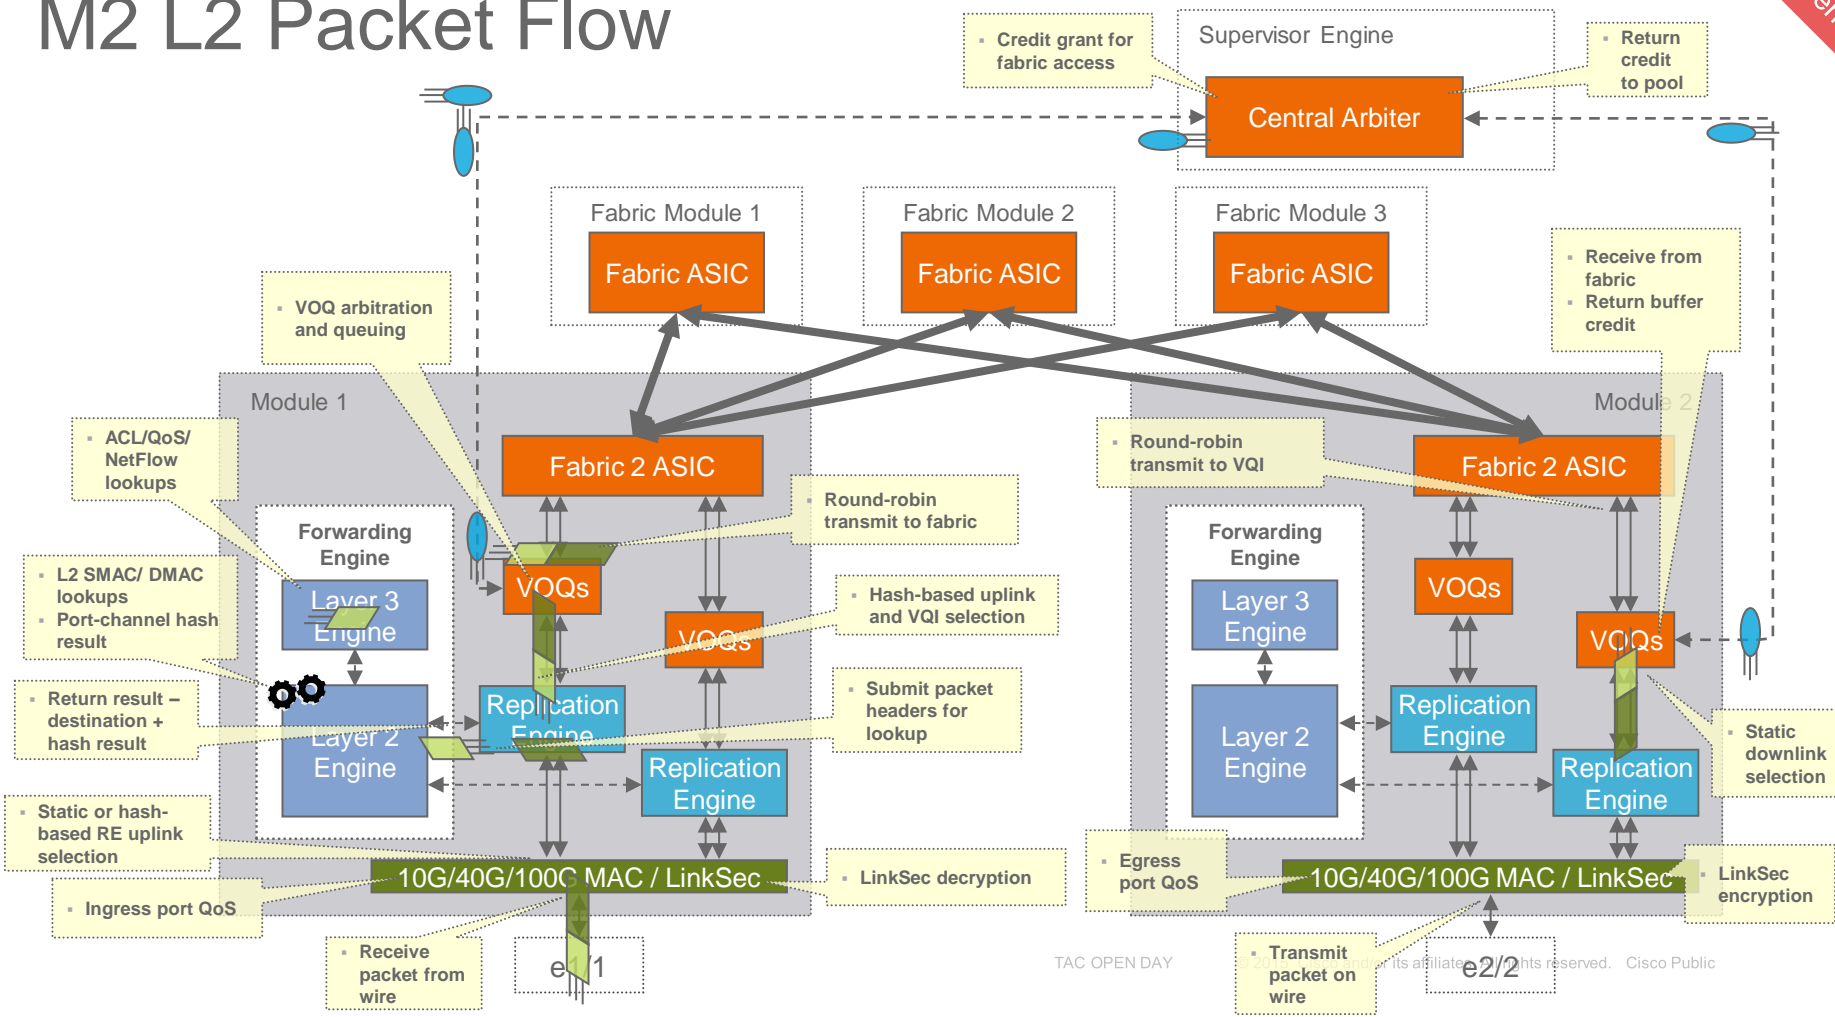 M2 L2 Packet Flow
Credit grant for
fabric access
Supervisor Engine
Central Arbiter
Return
credit
to pool
Fabric Module 1
Fabric ASIC
Fabric Module 2
Fabric ASIC
Fabric Module 3
Fabric ASIC
Receive from
fabric
Return buffer
credit
VOQ arbitration
and queuing
Module 1
ACL/QoS/
NetFlow
lookups
Fabric 2 ASIC
Round-robin
transmit to fabric
Forwarding
Engine
L2 SMAC/ DMAC
lookups
Port-channel hash
result
Layer 3
Engine
VOQs
Hash-based uplink
and VQI selection
VOQs
Return result –
destination +
hash result
Layer 2
Engine
Replication
Engine
Submit packet
headers for
lookup
Replication
Engine
Static or hash-
based RE uplink
selection
10G/40G/100G MAC / LinkSec
LinkSec decryption
Ingress port QoS
Receive
packet from
wire
e1/1
Module 2
Round-robin
transmit to VQI
Fabric 2 ASIC
Forwarding
Engine
Layer 3
Engine
VOQs
VOQs
Layer 2
Engine
Replication
Engine
Static
downlink
selection
Replication
Engine
Egress
port QoS
10G/40G/100G MAC / LinkSec
LinkSec
encryption
Transmit
packet on
wire
e2/2
TAC OPEN DAY
its affiliates. All rights reserved.
Cisco Public